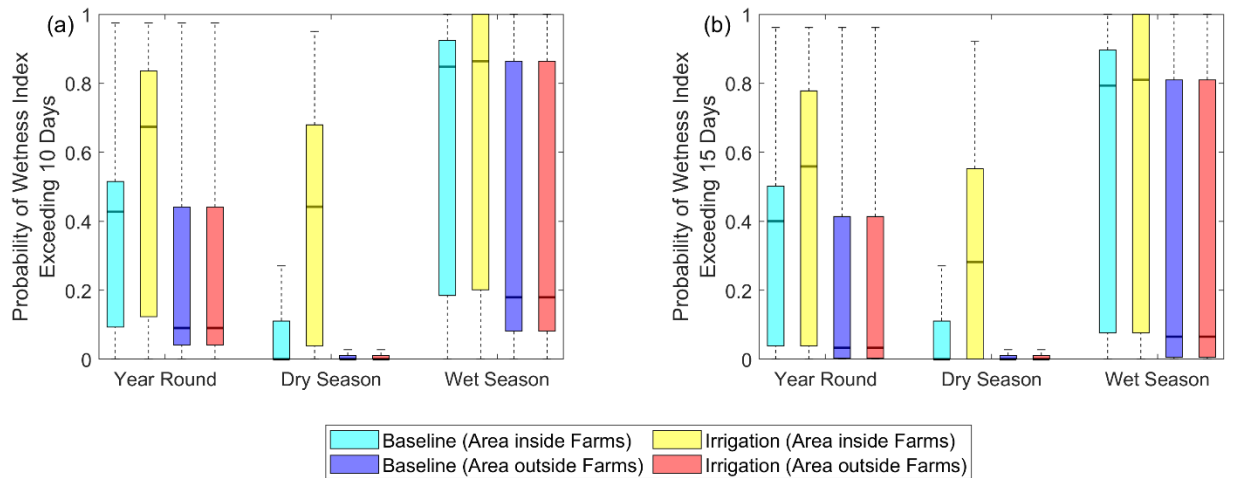 (a)
Probability of Wetness Index
Exceeding 10 Days
1
0.8
0.6
0.4
0.2
0
Year Round
Dry Season
Wet Season
(b)
Probability of Wetness Index
Exceeding 15 Days
1
0.8
0.6
0.4
0.2
0
Year Round
Dry Season
Wet Season
Baseline (Area inside Farms)
Irrigation (Area inside Farms)
Baseline (Area outside Farms)
Irrigation (Area outside Farms)